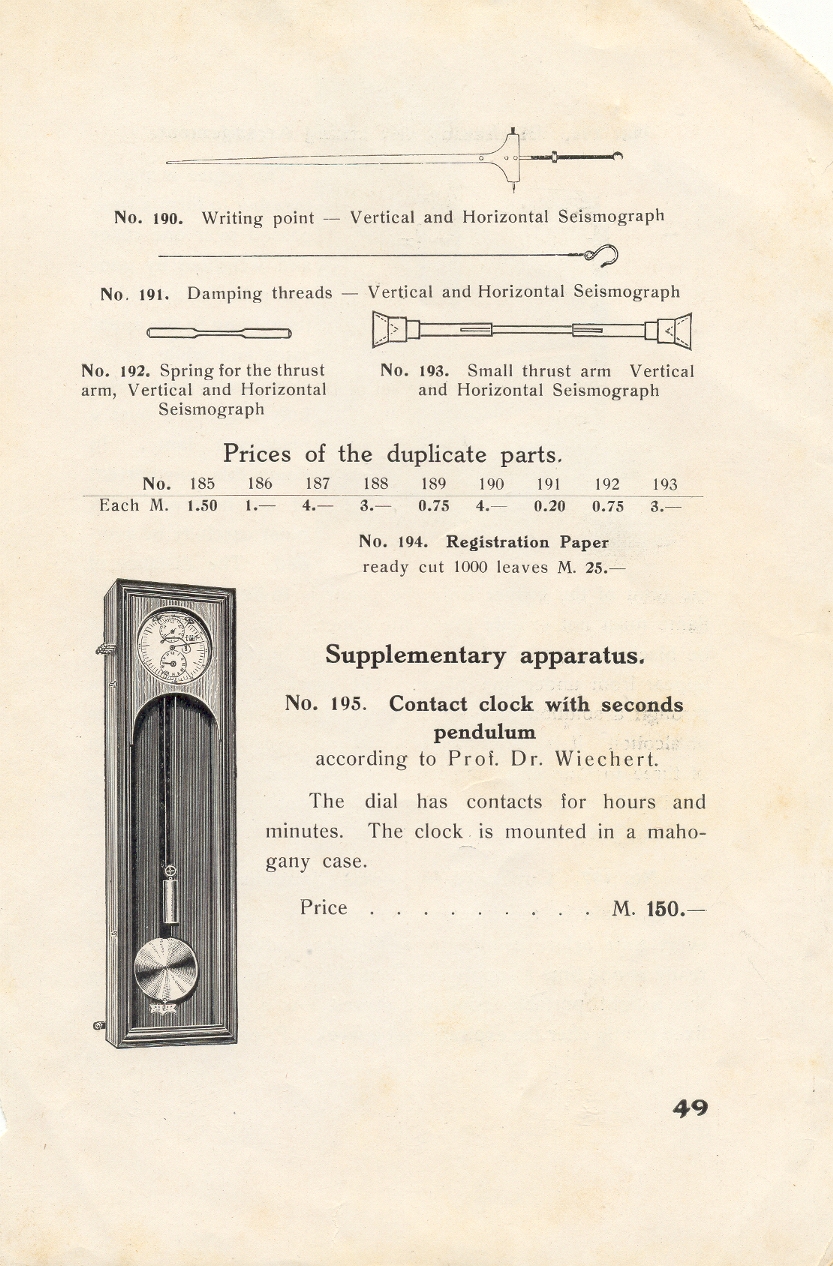 No. 190. Writing point — Vertical and Horizontal Seismograph
No. 191. Damping threads — Vertical and Horizontal Seismograph
No. 192. Spring for the thrust
arm, Vertical and Horizontal
Seismograph
No. 193. Small thrust arm Vertical
and Horizontal Seismograph
Prices of the duplicate parts.
No. 185 186 187 188 189 190 191 192 193
Each M. 1.50 1.— 4.— 3.— 0.75 4.— 0.20 0.75 3.—
No. 194. Registration Paper
ready cut 1000 leaves M. 25.—
Supplementary apparatus.
No. 195. Contact clock with seconds
pendulum
according to Prof. Dr. Wiechert.
The dial has contacts for hours and
minutes. The clock is mounted in a maho-
gany case.
Price . . . . . . . . . . M. 150.—
49